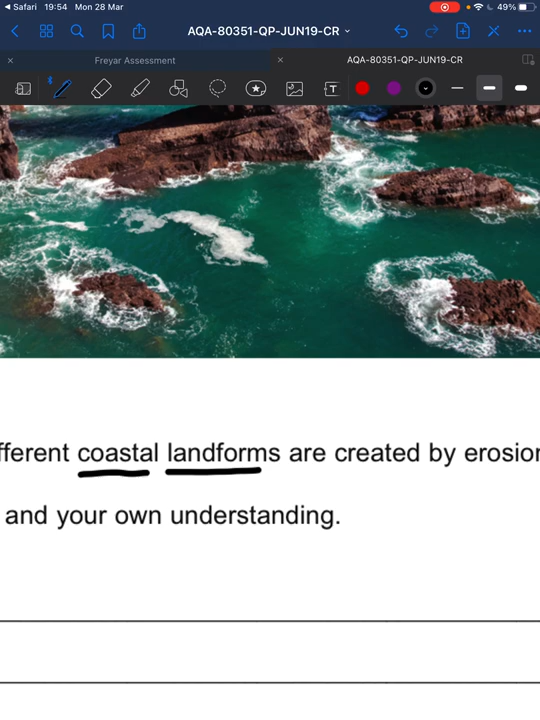 Safari 19:54 Mon 28 Mar 49%
AQA-80351-QP-JUN19-CR
Freyar Assessment AQA-80351-QP-JUN19-CR
T
fferent coastal landforms are created by erosion
and your own understanding.